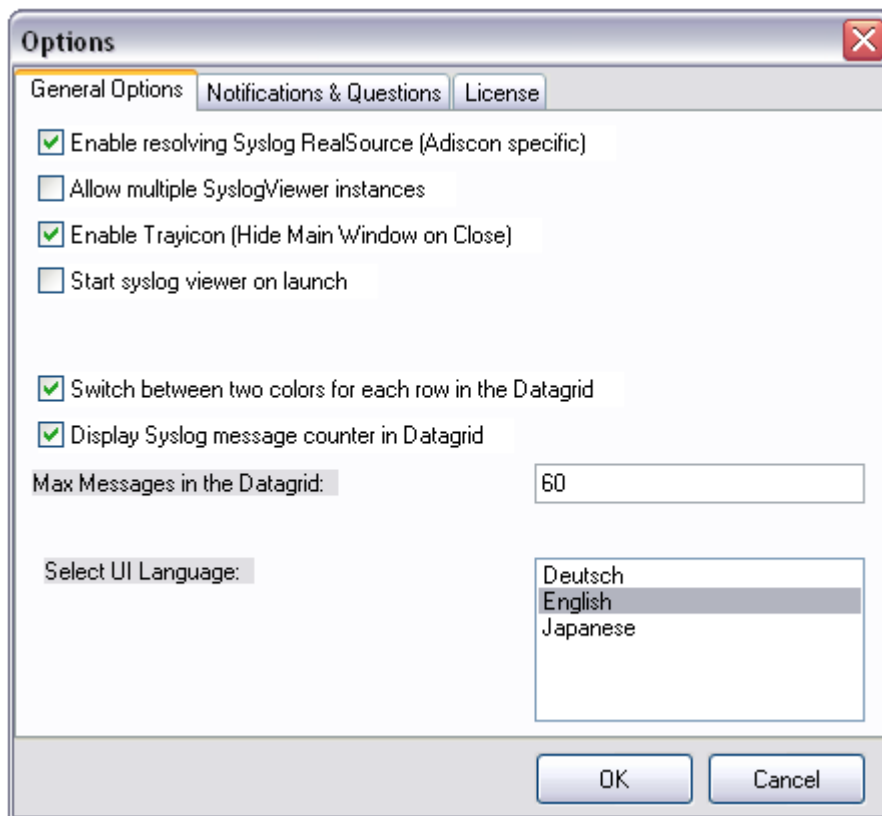 Options
General Options Notifications & Questions License
Enable resolving Syslog RealSource (Adiscon specific)
Allow multiple SyslogViewer instances
Enable Trayicon (Hide Main Window on Close)
Start syslog viewer on launch
Switch between two colors for each row in the Datagrid
Display Syslog message counter in Datagrid
Max Messages in the Datagrid: 60
Select UI Language:
Deutsch
English
Japanese
OK Cancel